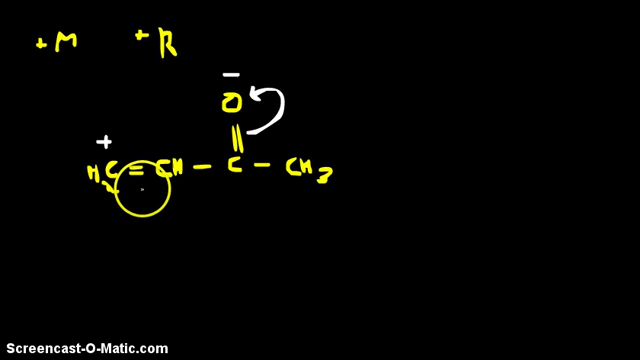 +M +R
−
O
+ ||
H₂C = CH — C — CH₃
Screencast-O-Matic.com